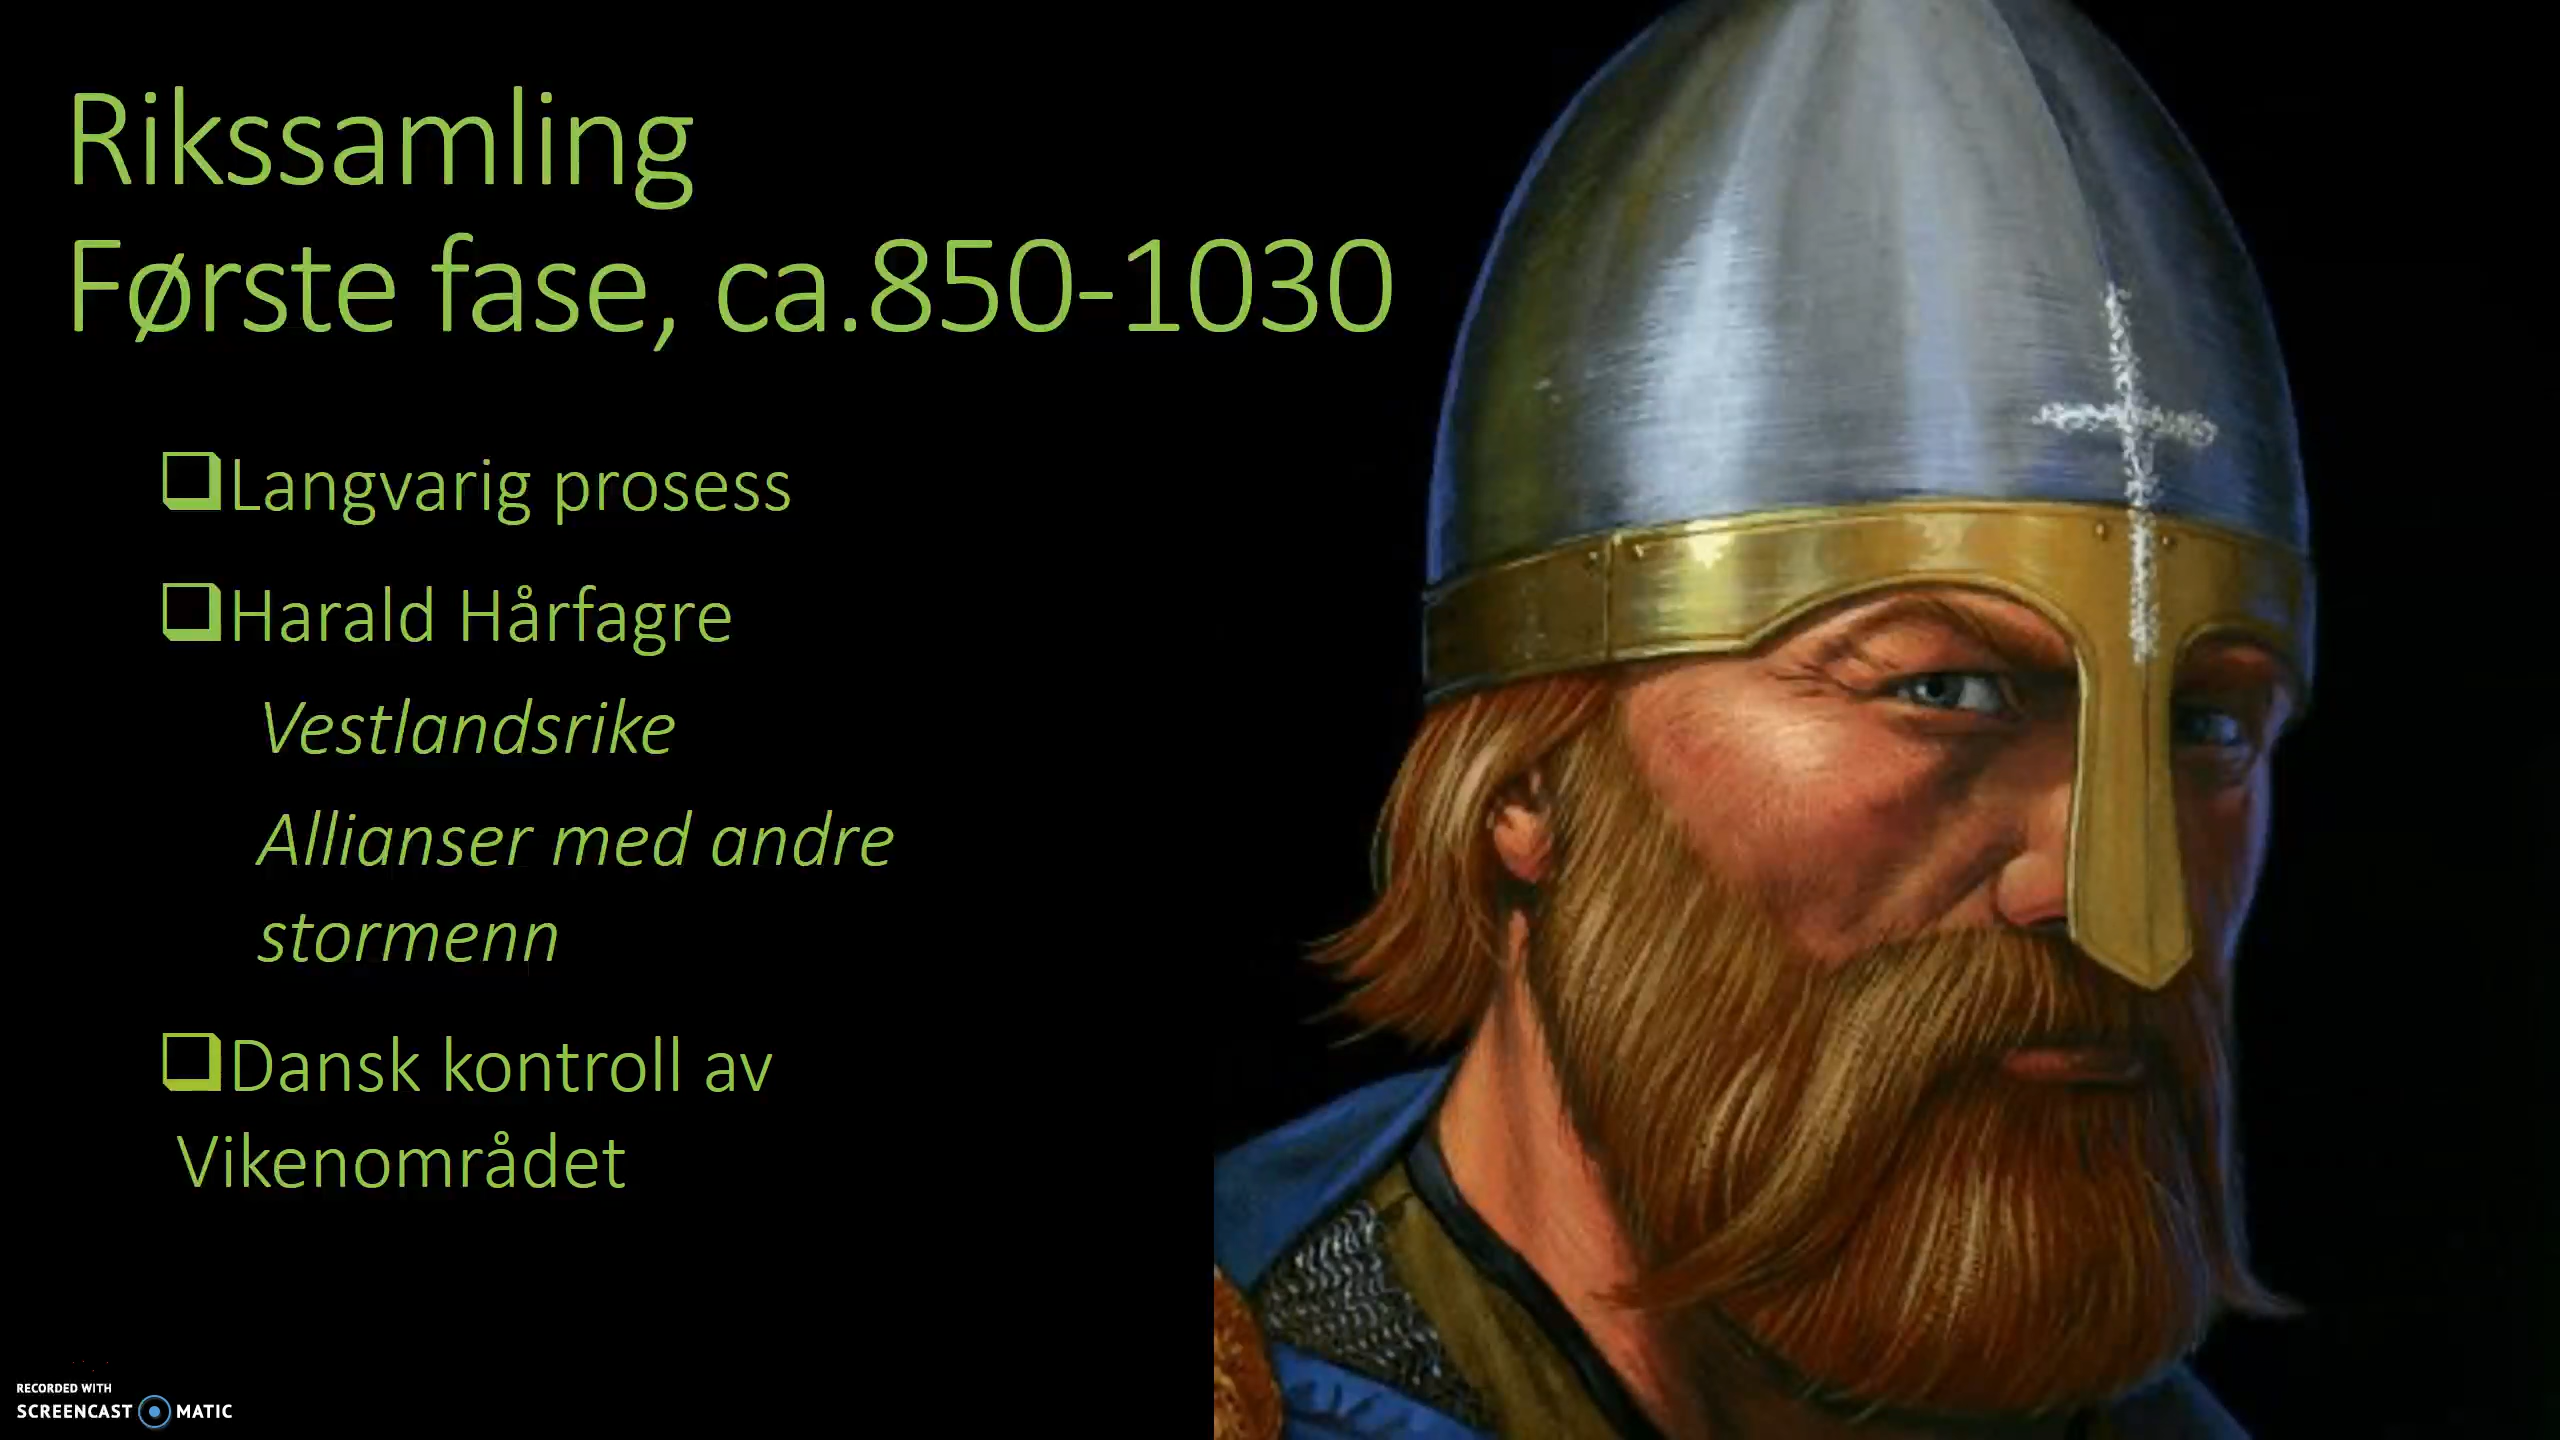 Rikssamling
Første fase, ca.850-1030
Langvarig prosess
Harald Hårfagre
Vestlandsrike
Allianser med andre
stormenn
Dansk kontroll av
Vikenområdet
RECORDED WITH
SCREENCAST MATIC